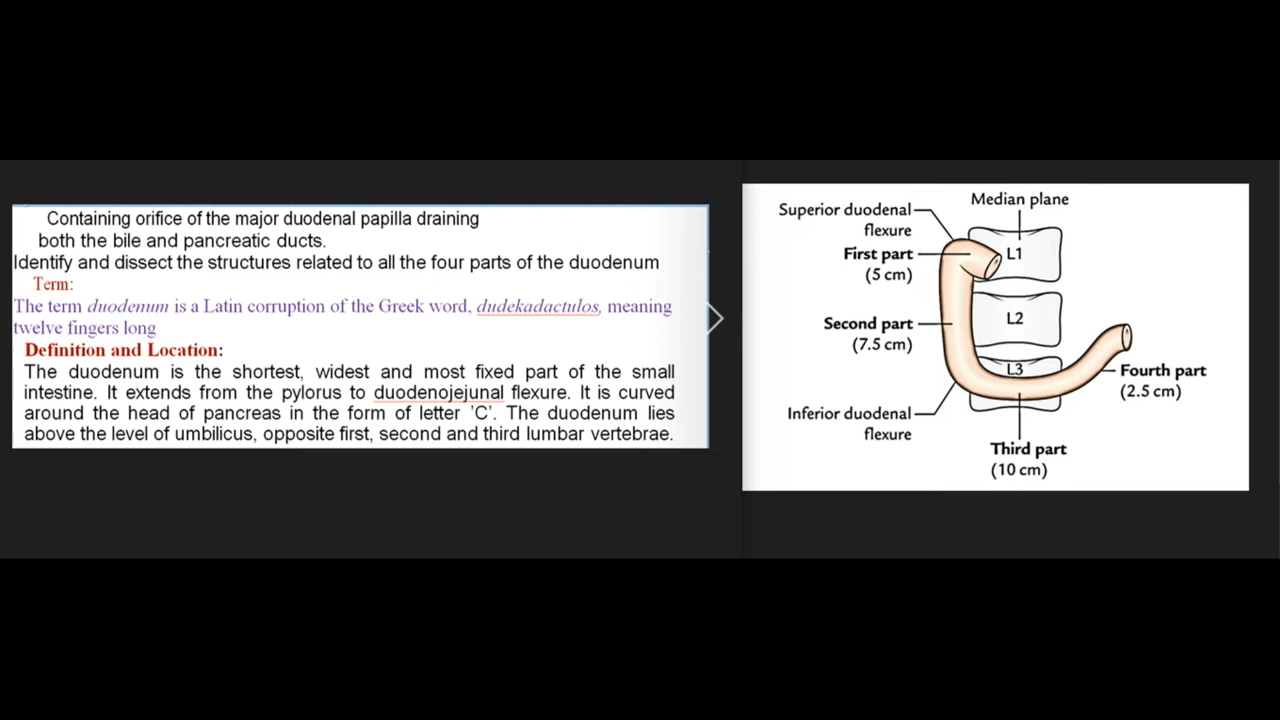 Containing orifice of the major duodenal papilla draining
both the bile and pancreatic ducts.
Identify and dissect the structures related to all the four parts of the duodenum
Term:
The term duodenum is a Latin corruption of the Greek word, dudekadactulos, meaning
twelve fingers long
Definition and Location:
The duodenum is the shortest, widest and most fixed part of the small
intestine. It extends from the pylorus to duodenojejunal flexure. It is curved
around the head of pancreas in the form of letter 'C'. The duodenum lies
above the level of umbilicus, opposite first, second and third lumbar vertebrae.
Median plane
Superior duodenal
flexure
First part
(5 cm)
L1
Second part
(7.5 cm)
L2
L3
Fourth part
(2.5 cm)
Inferior duodenal
flexure
Third part
(10 cm)